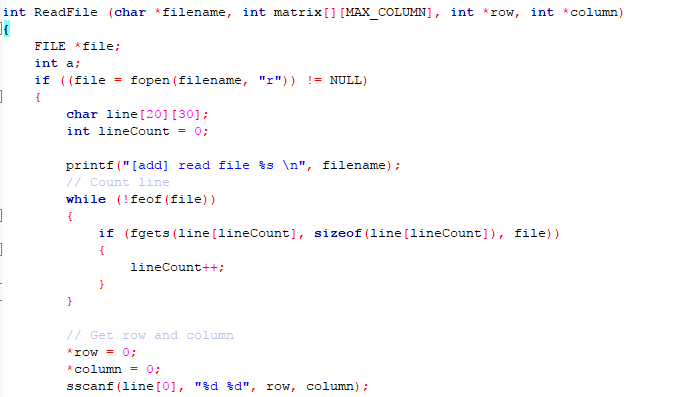 int ReadFile (char *filename, int matrix[][MAX_COLUMN], int *row, int *column)
{
FILE *file;
int a;
if ((file = fopen(filename, "r")) != NULL)
{
char line[20][30];
int lineCount = 0;
printf("[add] read file %s \n", filename);
// Count line
while (!feof(file))
{
if (fgets(line[lineCount], sizeof(line[lineCount]), file))
{
lineCount++;
}
}
// Get row and column
*row = 0;
*column = 0;
sscanf(line[0], "%d %d", row, column);